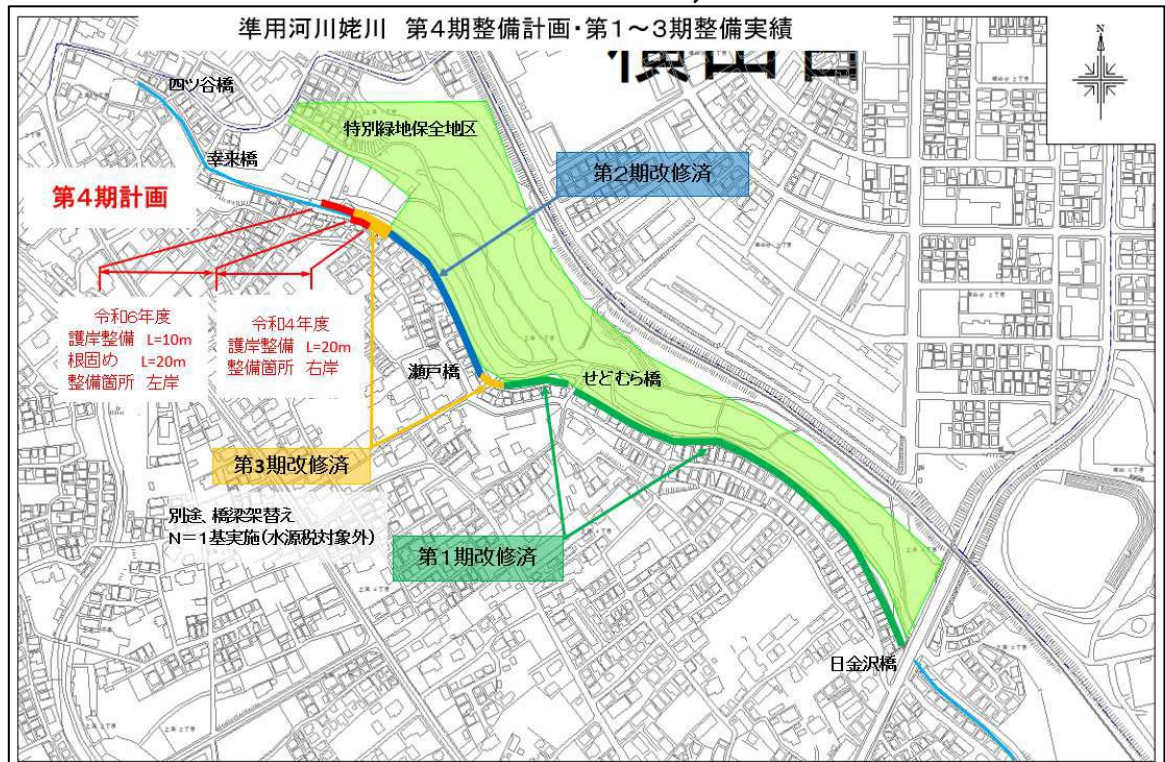 準用河川姥川 第4期整備計画・第1～3期整備実績
N
四ツ谷橋
特別緑地保全地区
幸来橋
第2期改修済
第4期計画
令和6年度
護岸整備 L=10m
根固め L=20m
整備箇所 左岸
令和4年度
護岸整備 L=20m
整備箇所 右岸
瀬戸橋
せどむら橋
第3期改修済
別途、橋梁架替え
N=1基実施(水源税対象外)
第1期改修済
日金沢橋